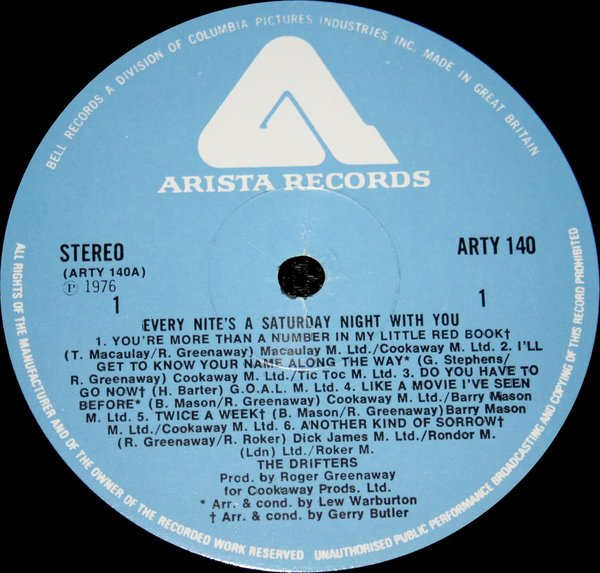 BELL RECORDS A DIVISION OF COLUMBIA PICTURES INDUSTRIES INC. MADE IN GREAT BRITAIN
ARISTA RECORDS
STEREO
ARTY 140
(ARTY 140A)
Ⓟ 1976
1
1
EVERY NITE'S A SATURDAY NIGHT WITH YOU
1. YOU'RE MORE THAN A NUMBER IN MY LITTLE RED BOOK†
(T. Macaulay/R. Greenaway) Macaulay M. Ltd./Cookaway M. Ltd. 2. I'LL
GET TO KNOW YOUR NAME ALONG THE WAY* (G. Stephens/
R. Greenaway) Cookaway M. Ltd./Tic Toc M. Ltd. 3. DO YOU HAVE TO
GO NOW† (H. Barter) G.O.A.L. M. Ltd. 4. LIKE A MOVIE I'VE SEEN
BEFORE* (B. Mason/R. Greenaway) Cookaway M. Ltd./Barry Mason
M. Ltd. 5. TWICE A WEEK† (B. Mason/R. Greenaway) Barry Mason
M. Ltd./Cookaway M. Ltd. 6. ANOTHER KIND OF SORROW†
(R. Greenaway/R. Roker) Dick James M. Ltd./Rondor M.
(Ldn) Ltd./Roker M.
THE DRIFTERS
Prod. by Roger Greenaway
for Cookaway Prods. Ltd.
* Arr. & cond. by Lew Warburton
† Arr. & cond. by Gerry Butler
ALL RIGHTS OF THE MANUFACTURER AND OF THE OWNER OF THE RECORDED WORK RESERVED UNAUTHORISED PUBLIC PERFORMANCE BROADCASTING AND COPYING OF THIS RECORD PROHIBITED